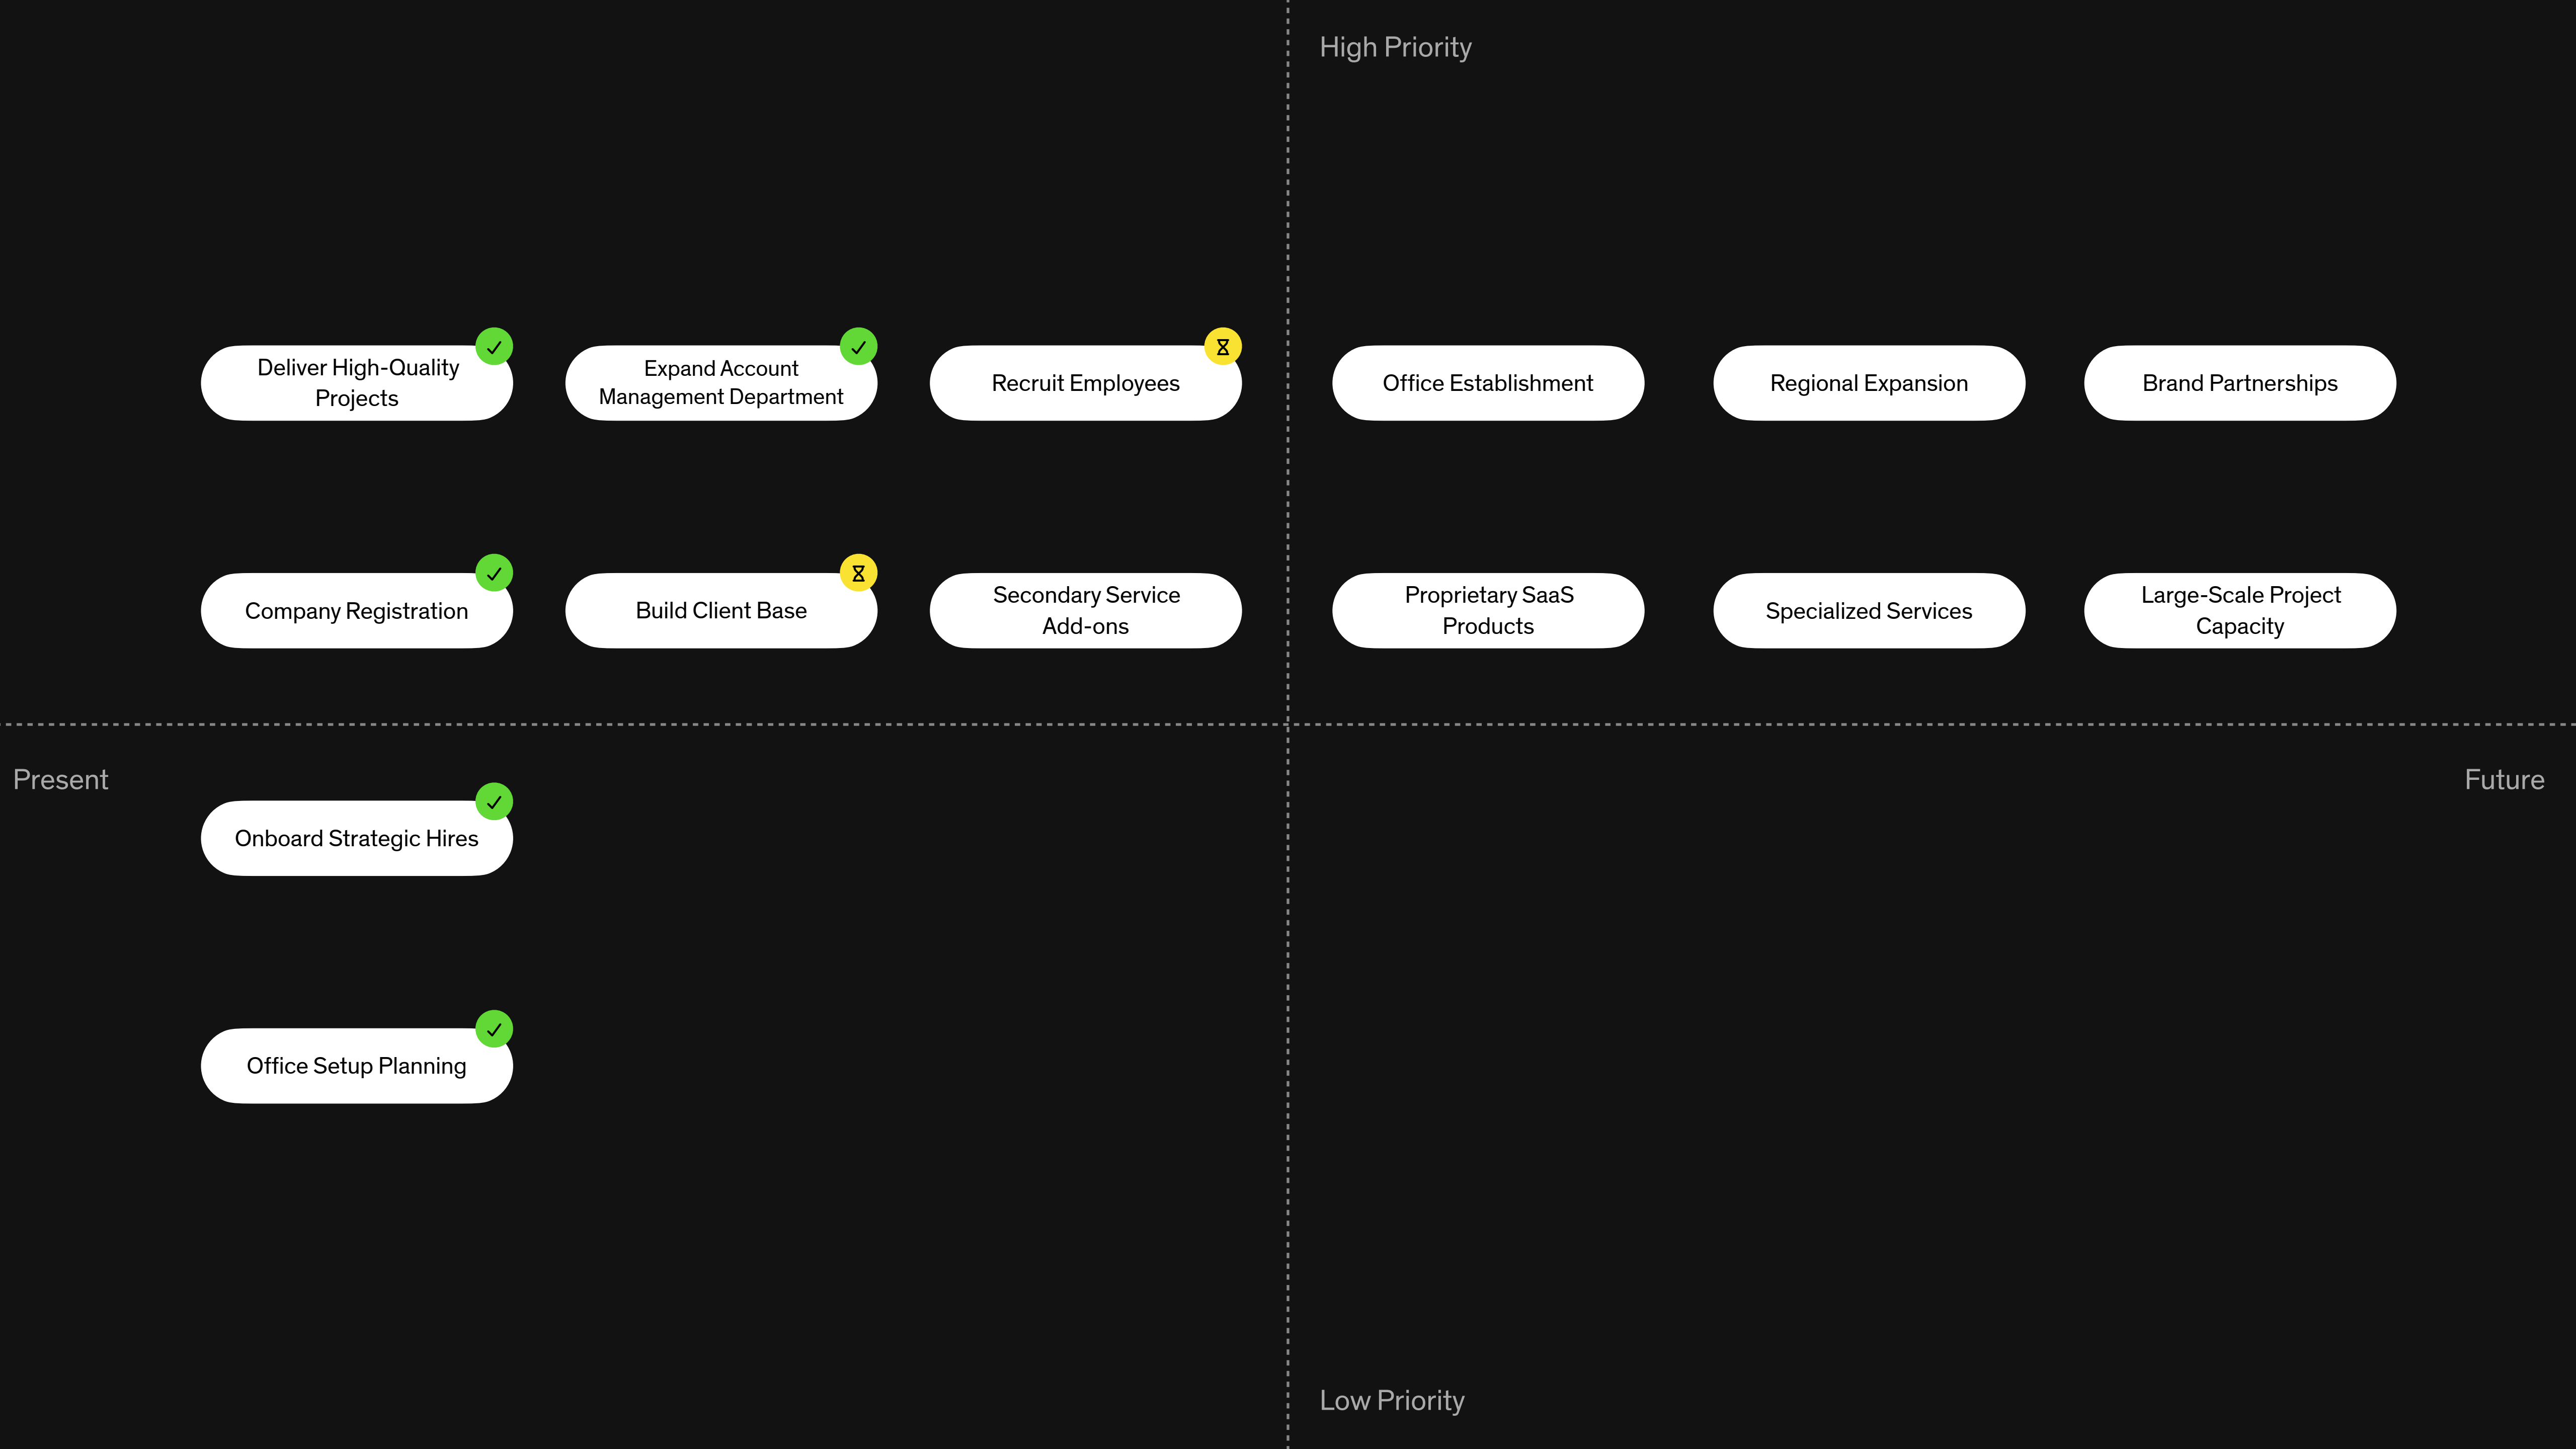 High Priority
Deliver High-Quality
Projects
Expand Account
Management Department
Recruit Employees
Office Establishment
Regional Expansion
Brand Partnerships
Company Registration
Build Client Base
Secondary Service
Add-ons
Proprietary SaaS
Products
Specialized Services
Large-Scale Project
Capacity
Present
Future
Onboard Strategic Hires
Office Setup Planning
Low Priority